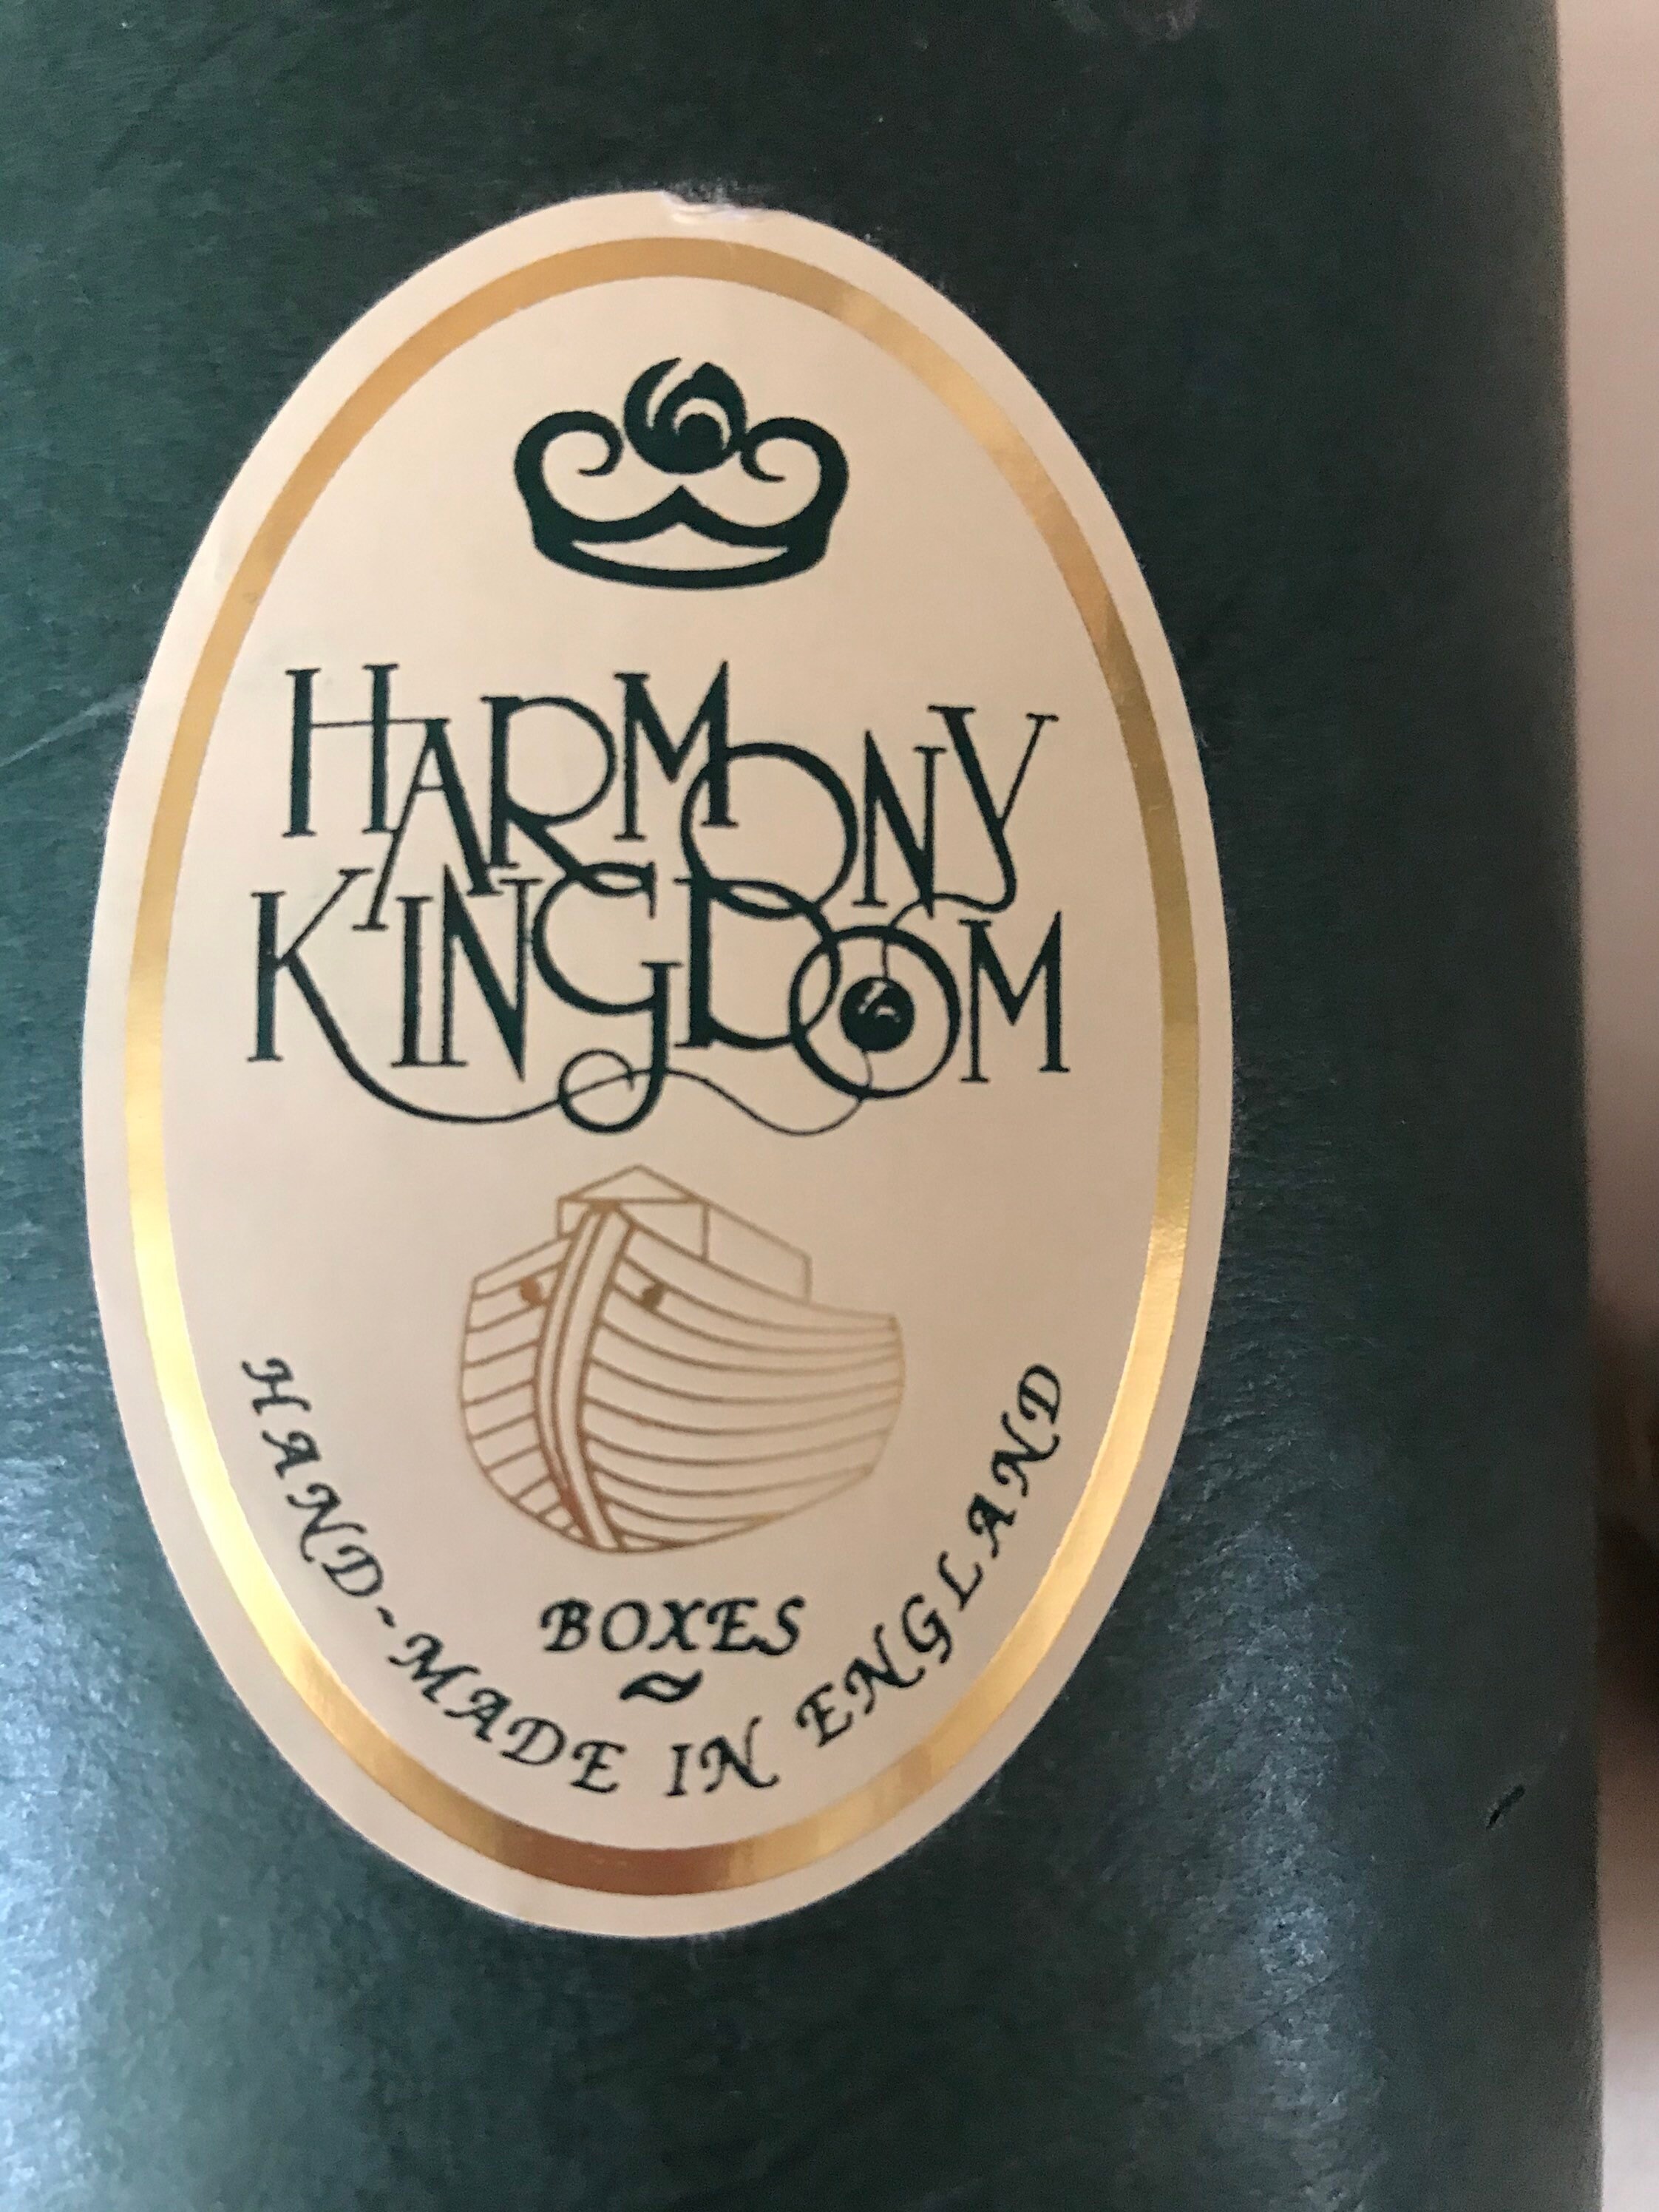 HARMONY
KINGDOM
BOXES
HAND-MADE IN ENGLAND